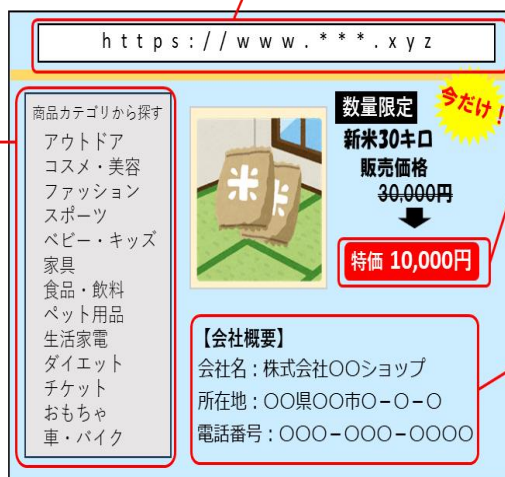 https://www.***.xyz
商品カテゴリから探す
アウトドア
コスメ・美容
ファッション
スポーツ
ベビー・キッズ
家具
食品・飲料
ペット用品
生活家電
ダイエット
チケット
おもちゃ
車・バイク
米
米
数量限定
今だけ!
新米30キロ
販売価格
30,000円
特価 10,000円
【会社概要】
会社名:株式会社〇〇ショップ
所在地:〇〇県〇〇市〇-〇-〇
電話番号:〇〇〇-〇〇〇-〇〇〇〇